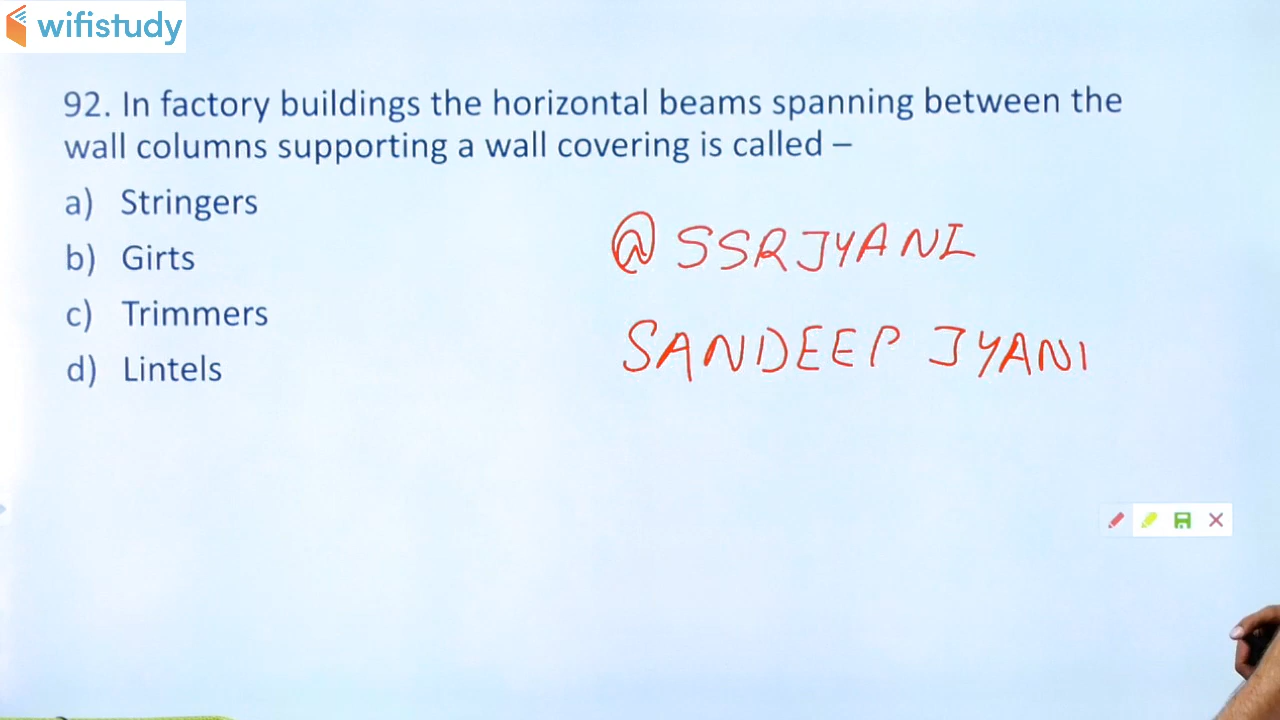 wifistudy
92. In factory buildings the horizontal beams spanning between the
wall columns supporting a wall covering is called –
a) Stringers
b) Girts
c) Trimmers
d) Lintels
@SSRJYANI
SANDEEP JYANI